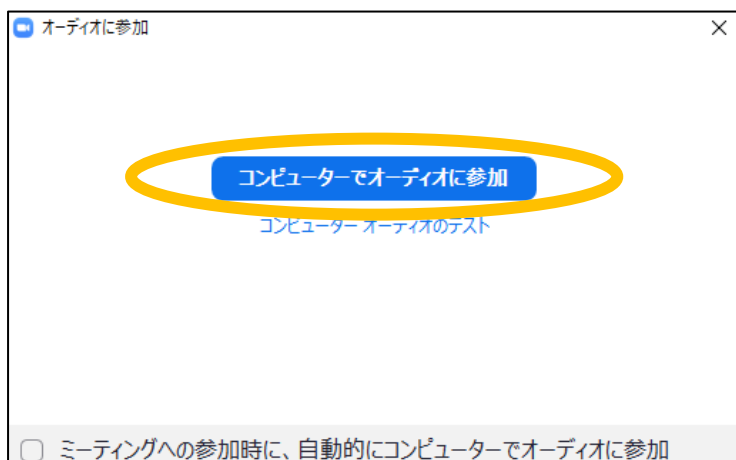 オーディオに参加
コンピューターでオーディオに参加
コンピューター オーディオのテスト
ミーティングへの参加時に、自動的にコンピューターでオーディオに参加